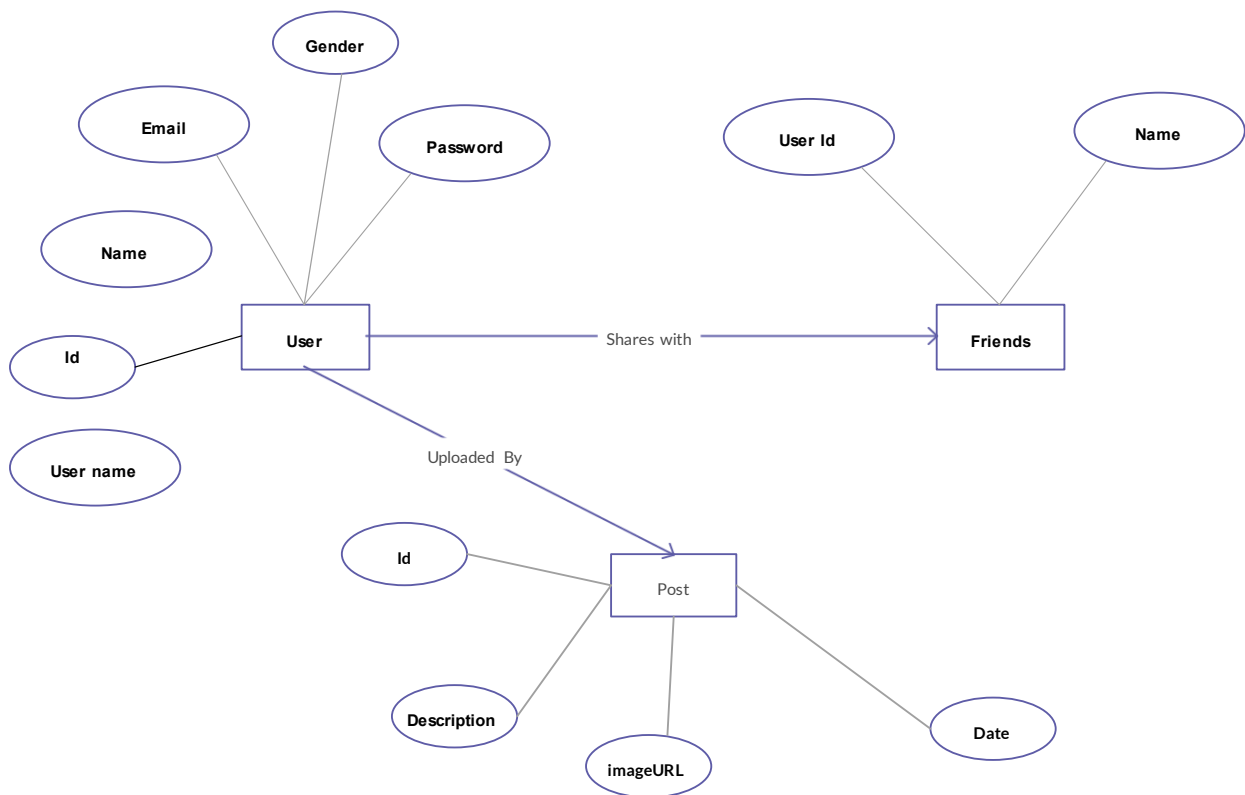 Gender
Email
Password
User Id
Name
Name
User
Shares with
Friends
Id
User name
Uploaded By
Id
Post
Description
imageURL
Date